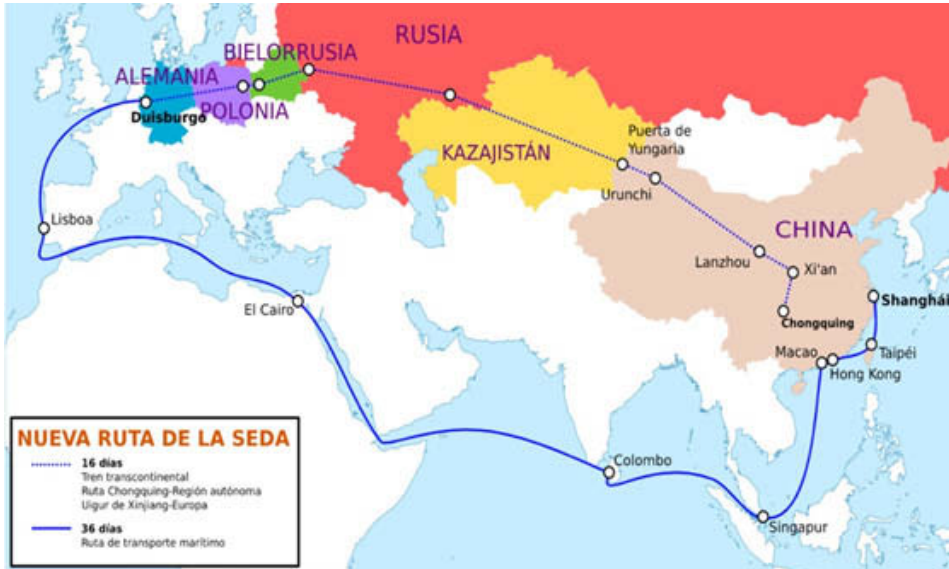 RUSIA
BIELORRUSIA
ALEMANIA
POLONIA
Duisburgo
KAZAJISTÁN
Puerta de
Yungaria
Urunchi
CHINA
Lisboa
Lanzhou
Xi'an
El Cairo
Chongquing
Shanghái
Macao
Taipéi
Hong Kong
Colombo
Singapur
NUEVA RUTA DE LA SEDA
16 días
Tren transcontinental
Ruta Chongquing-Región autónoma
Uigur de Xinjiang-Europa
36 días
Ruta de transporte marítimo